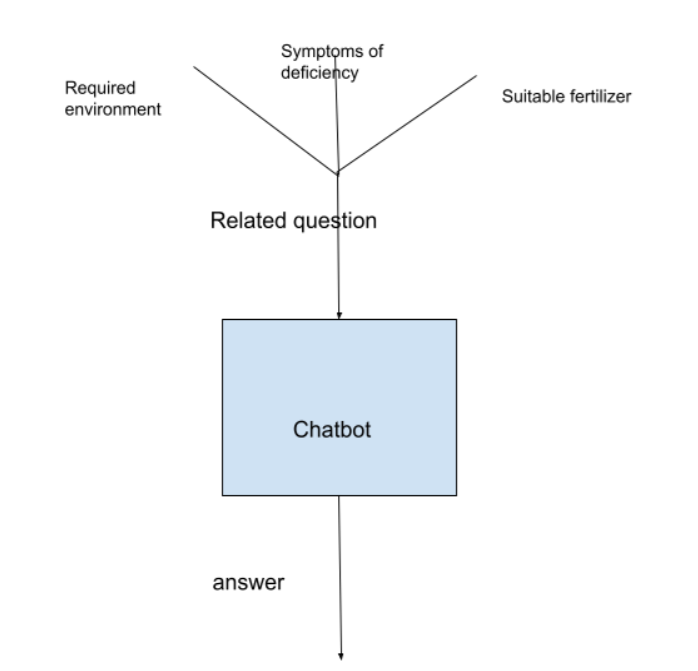 Symptoms of
deficiency
Required
environment
Suitable fertilizer
Related question
Chatbot
answer